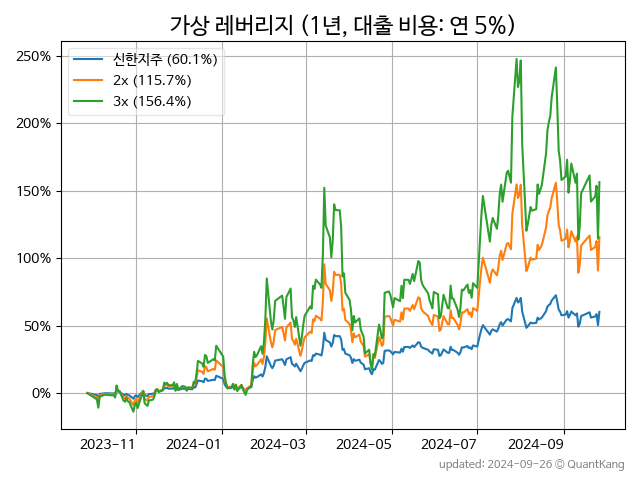 가상 레버리지 (1년, 대출 비용: 연 5%)
신한지주 (60.1%)
2x (115.7%)
3x (156.4%)
250%
200%
150%
100%
50%
0%
2023-11
2024-01
2024-03
2024-05
2024-07
2024-09
updated: 2024-09-26 © QuantKang